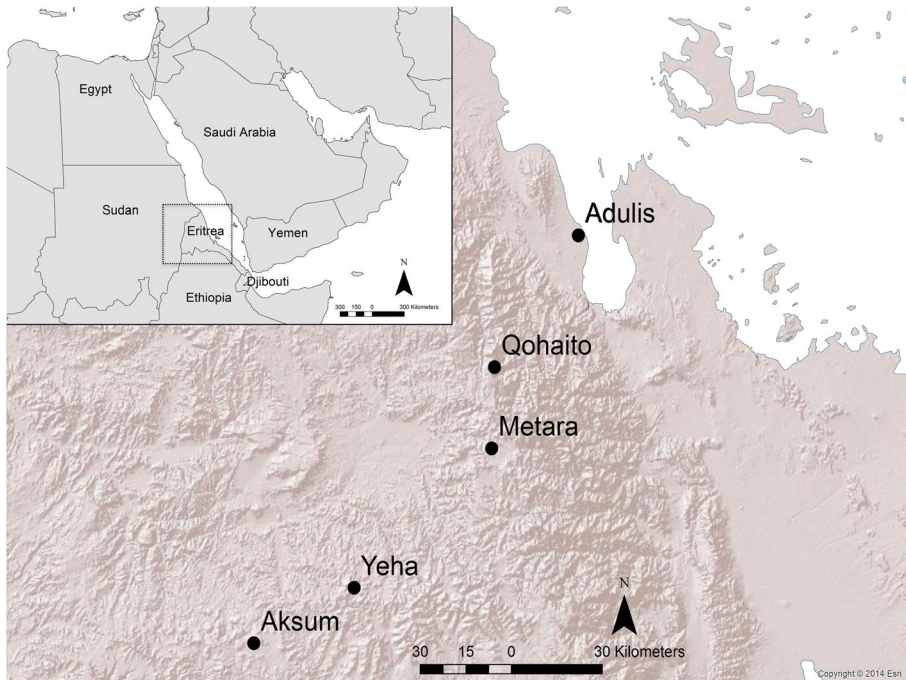 Egypt
Saudi Arabia
Sudan
Eritrea
Yemen
Djibouti
Ethiopia
N
300 150 0 300 Kilometers
Adulis
Qohaito
Metara
Yeha
Aksum
N
30 15 0 30 Kilometers
Copyright:© 2014 Esri